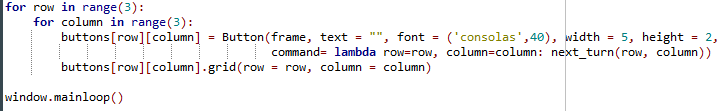 for row in range(3):
    for column in range(3):
        buttons[row][column] = Button(frame, text = "", font = ('consolas',40), width = 5, height = 2,
                                      command= lambda row=row, column=column: next_turn(row, column))
        buttons[row][column].grid(row = row, column = column)
window.mainloop()